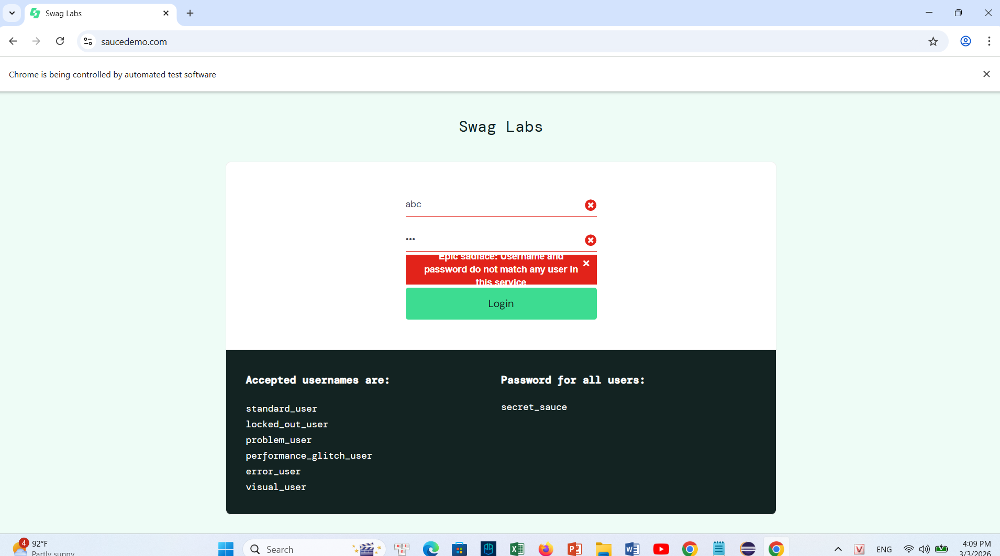 Swag Labs
saucedemo.com
Chrome is being controlled by automated test software
Swag Labs
abc
•••
Epic sadface: Username and
password do not match any user in
this service
Login
Accepted usernames are:
standard_user
locked_out_user
problem_user
performance_glitch_user
error_user
visual_user
Password for all users:
secret_sauce
4
92°F
Partly sunny
Search
ENG
4:09 PM
3/3/2026